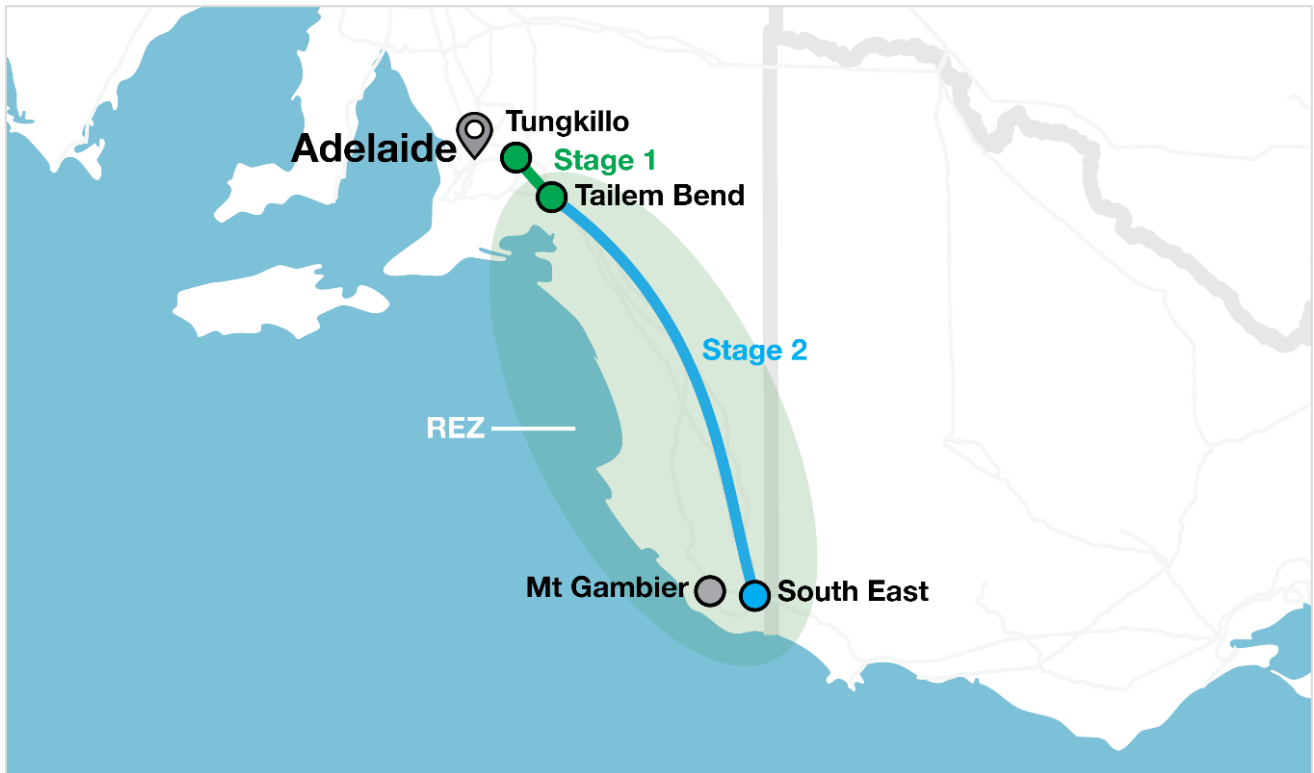 Tungkillo
Adelaide
Stage 1
Tailem Bend
Stage 2
REZ
Mt Gambier
South East